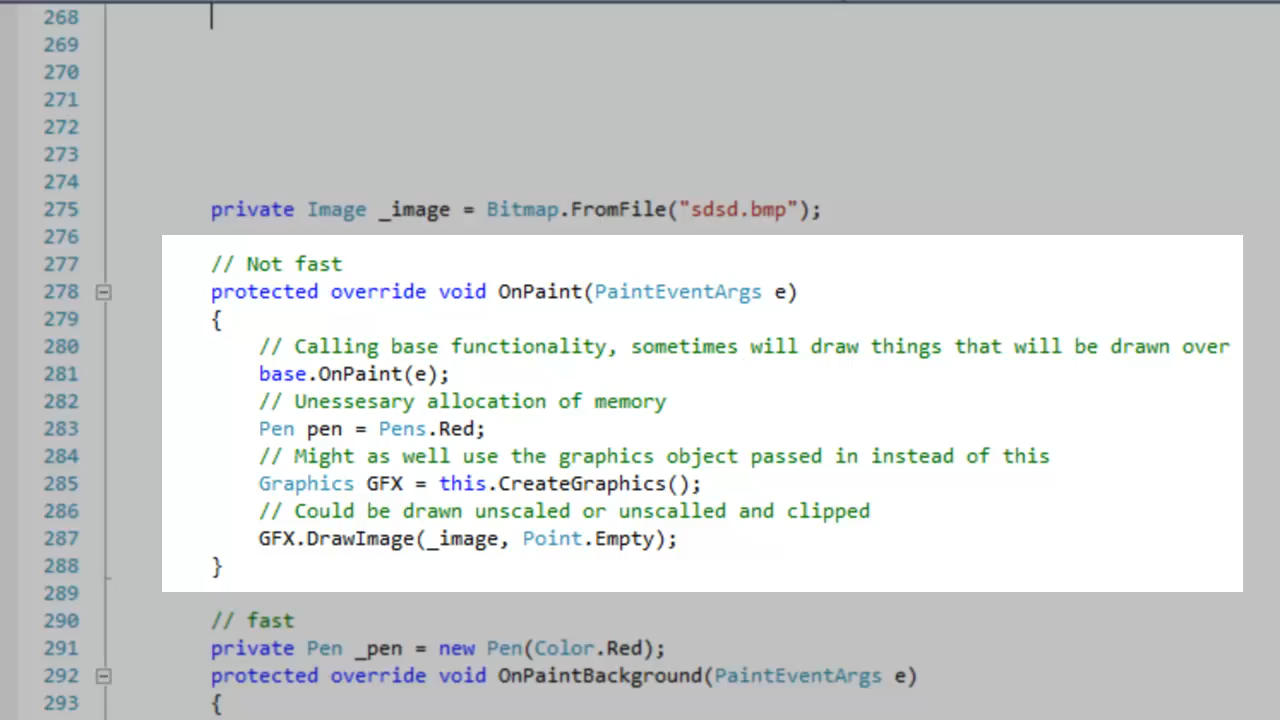 268
269
270
271
272
273
274
275 private Image _image = Bitmap.FromFile("sdsd.bmp");
276
277 // Not fast
278 protected override void OnPaint(PaintEventArgs e)
279 {
280 // Calling base functionality, sometimes will draw things that will be drawn over
281 base.OnPaint(e);
282 // Unessesary allocation of memory
283 Pen pen = Pens.Red;
284 // Might as well use the graphics object passed in instead of this
285 Graphics GFX = this.CreateGraphics();
286 // Could be drawn unscaled or unscalled and clipped
287 GFX.DrawImage(_image, Point.Empty);
288 }
289
290 // fast
291 private Pen _pen = new Pen(Color.Red);
292 protected override void OnPaintBackground(PaintEventArgs e)
293 {